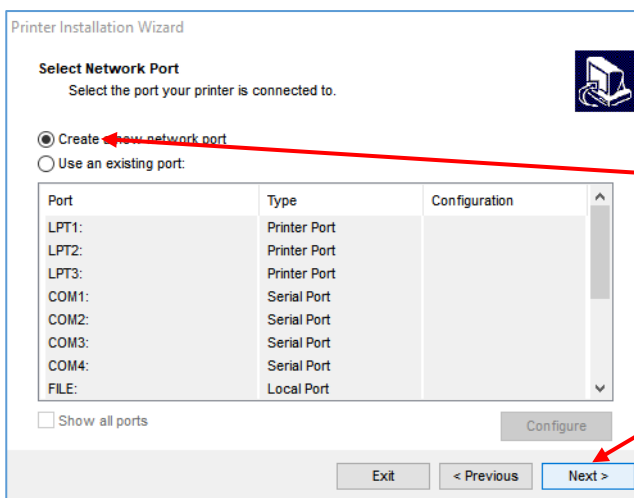 Printer Installation Wizard
Select Network Port
Select the port your printer is connected to.
Create a new network port
Use an existing port:
Port Type Configuration
LPT1: Printer Port
LPT2: Printer Port
LPT3: Printer Port
COM1: Serial Port
COM2: Serial Port
COM3: Serial Port
COM4: Serial Port
FILE: Local Port
Show all ports
Configure
Exit < Previous Next >